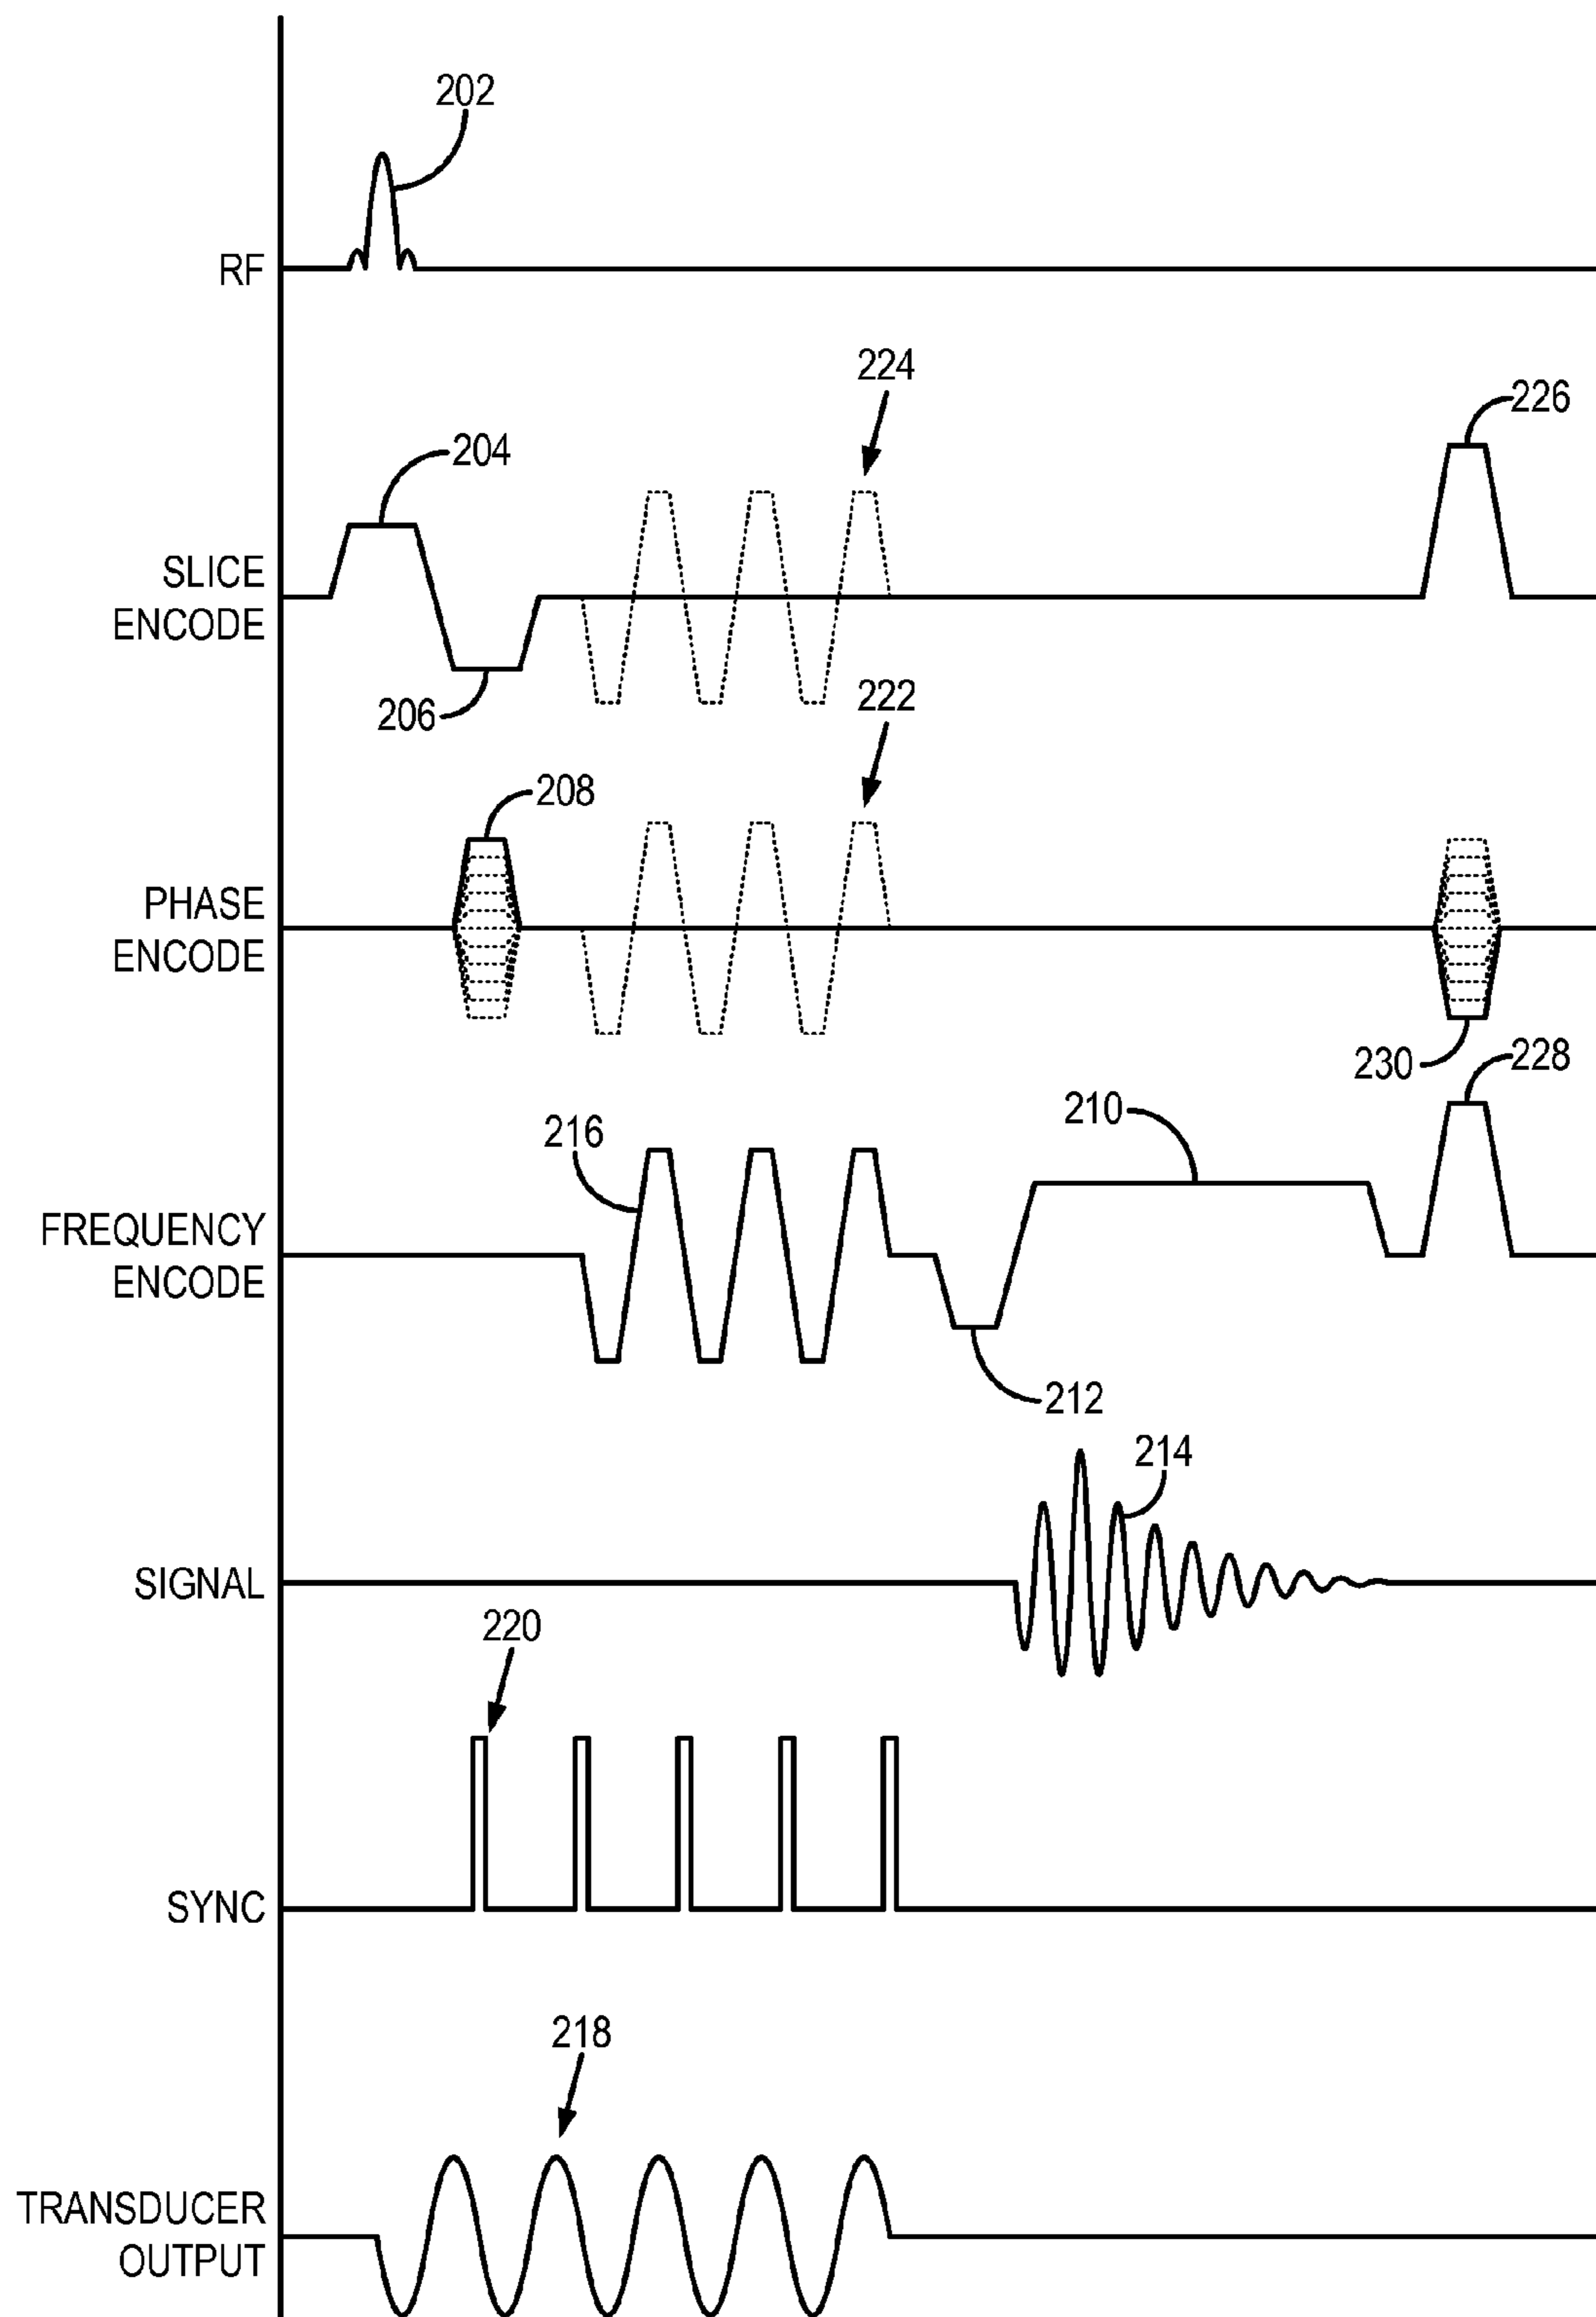 202
RF
224
226
204
SLICE
ENCODE
206
222
208
PHASE
ENCODE
230
228
210
216
FREQUENCY
ENCODE
212
214
SIGNAL
220
SYNC
218
TRANSDUCER
OUTPUT